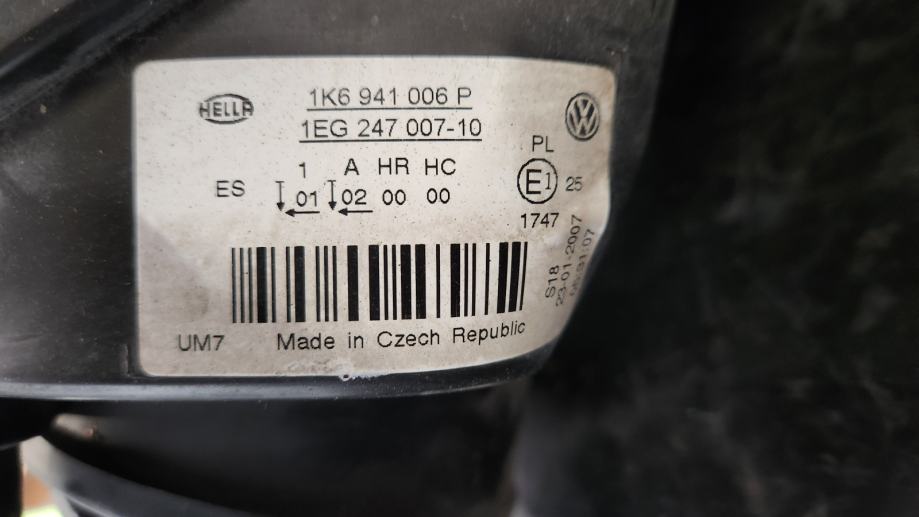 HELLA
1K6 941 006 P
1EG 247 007-10
VW
PL
1 A HR HC
ES
01 02 00 00
E1 25
1747
S18
23-01-2007
UM7 Made in Czech Republic